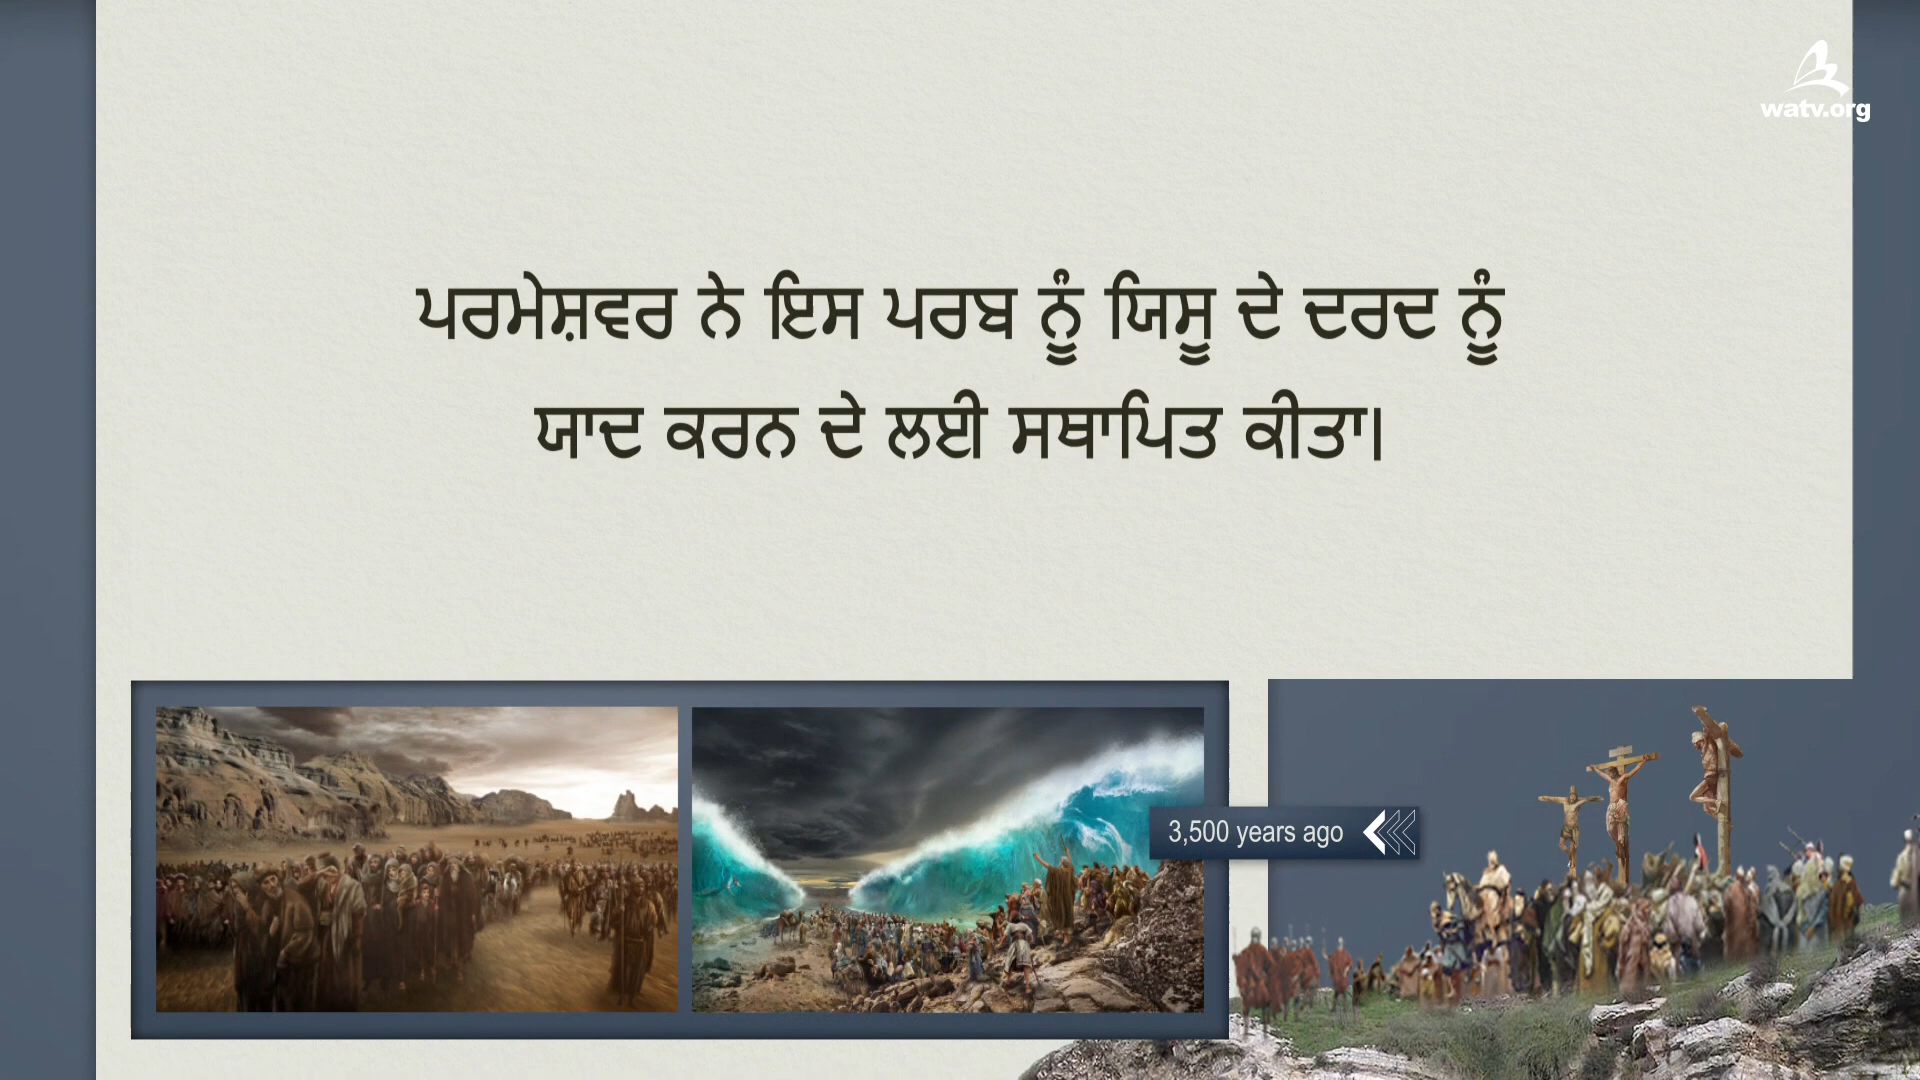 watv.org
ਪਰਮੇਸ਼ਵਰ ਨੇ ਇਸ ਪਰਬ ਨੂੰ ਯਿਸੂ ਦੇ ਦਰਦ ਨੂੰ
ਯਾਦ ਕਰਨ ਦੇ ਲਈ ਸਥਾਪਿਤ ਕੀਤਾ।
3,500 years ago